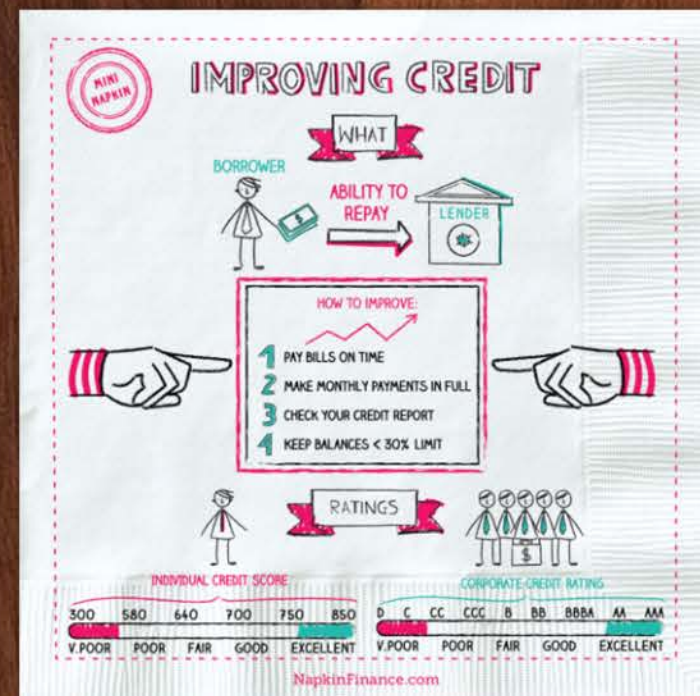 MINI
NAPKIN
IMPROVING CREDIT
WHAT
BORROWER
ABILITY TO
REPAY
LENDER
$
HOW TO IMPROVE:
1 PAY BILLS ON TIME
2 MAKE MONTHLY PAYMENTS IN FULL
3 CHECK YOUR CREDIT REPORT
4 KEEP BALANCES < 30% LIMIT
RATINGS
$
INDIVIDUAL CREDIT SCORE
300 580 640 700 750 850
V.POOR POOR FAIR GOOD EXCELLENT
CORPORATE CREDIT RATING
D C CC CCC B BB BBBA AA AAA
V.POOR POOR FAIR GOOD EXCELLENT
NapkinFinance.com